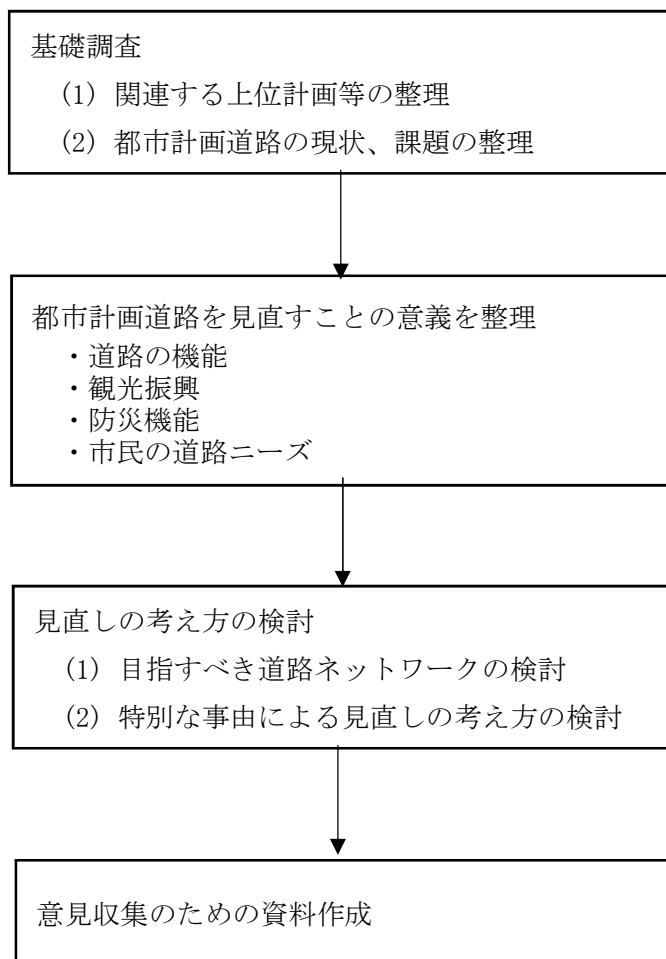 基礎調査
(1) 関連する上位計画等の整理
(2) 都市計画道路の現状、課題の整理
都市計画道路を見直すことの意義を整理
・道路の機能
・観光振興
・防災機能
・市民の道路ニーズ
見直しの考え方の検討
(1) 目指すべき道路ネットワークの検討
(2) 特別な事由による見直しの考え方の検討
意見収集のための資料作成